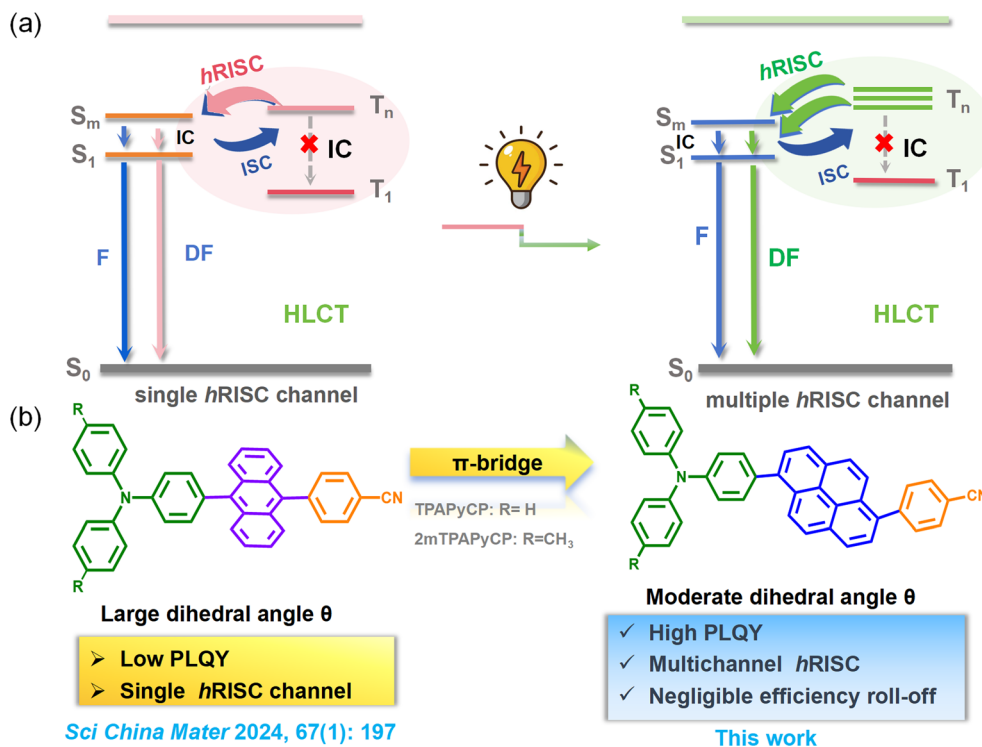 (a)
hRISC
Tn
Sm
IC
S1
ISC
IC
T1
F
DF
HLCT
S0
single hRISC channel
hRISC
Tn
Sm
IC
S1
ISC
IC
T1
F
DF
HLCT
S0
multiple hRISC channel
(b)
R
N
R
CN
π-bridge
TPAPyCP: R= H
2mTPAPyCP: R=CH₃
R
N
R
CN
Large dihedral angle θ
➢ Low PLQY
➢ Single hRISC channel
Sci China Mater 2024, 67(1): 197
Moderate dihedral angle θ
✓ High PLQY
✓ Multichannel hRISC
✓ Negligible efficiency roll-off
This work